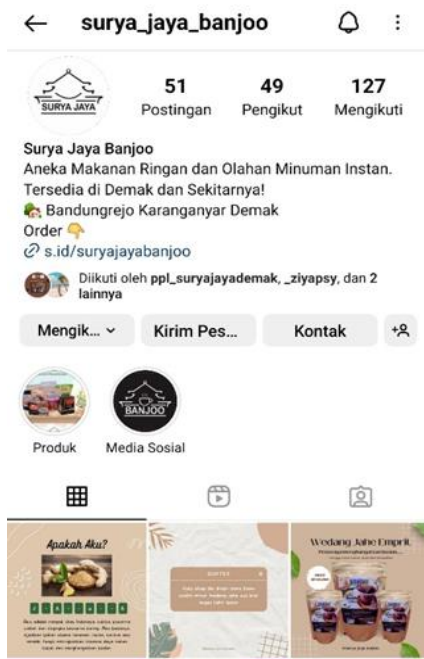 surya_jaya_banjoo
51 49 127
Postingan Pengikut Mengikuti
SURYA JAYA
Surya Jaya Banjoo
Aneka Makanan Ringan dan Olahan Minuman Instan.
Tersedia di Demak dan Sekitarnya!
🏡 Bandungrejo Karanganyar Demak
Order 👇
s.id/suryajayabanjoo
Diikuti oleh ppl_suryajayademak, _ziyapsy, dan 2
lainnya
Mengik... Kirim Pes... Kontak
BANJOO
Produk Media Sosial
Apakah Aku?
Wedang Jahe Emprit